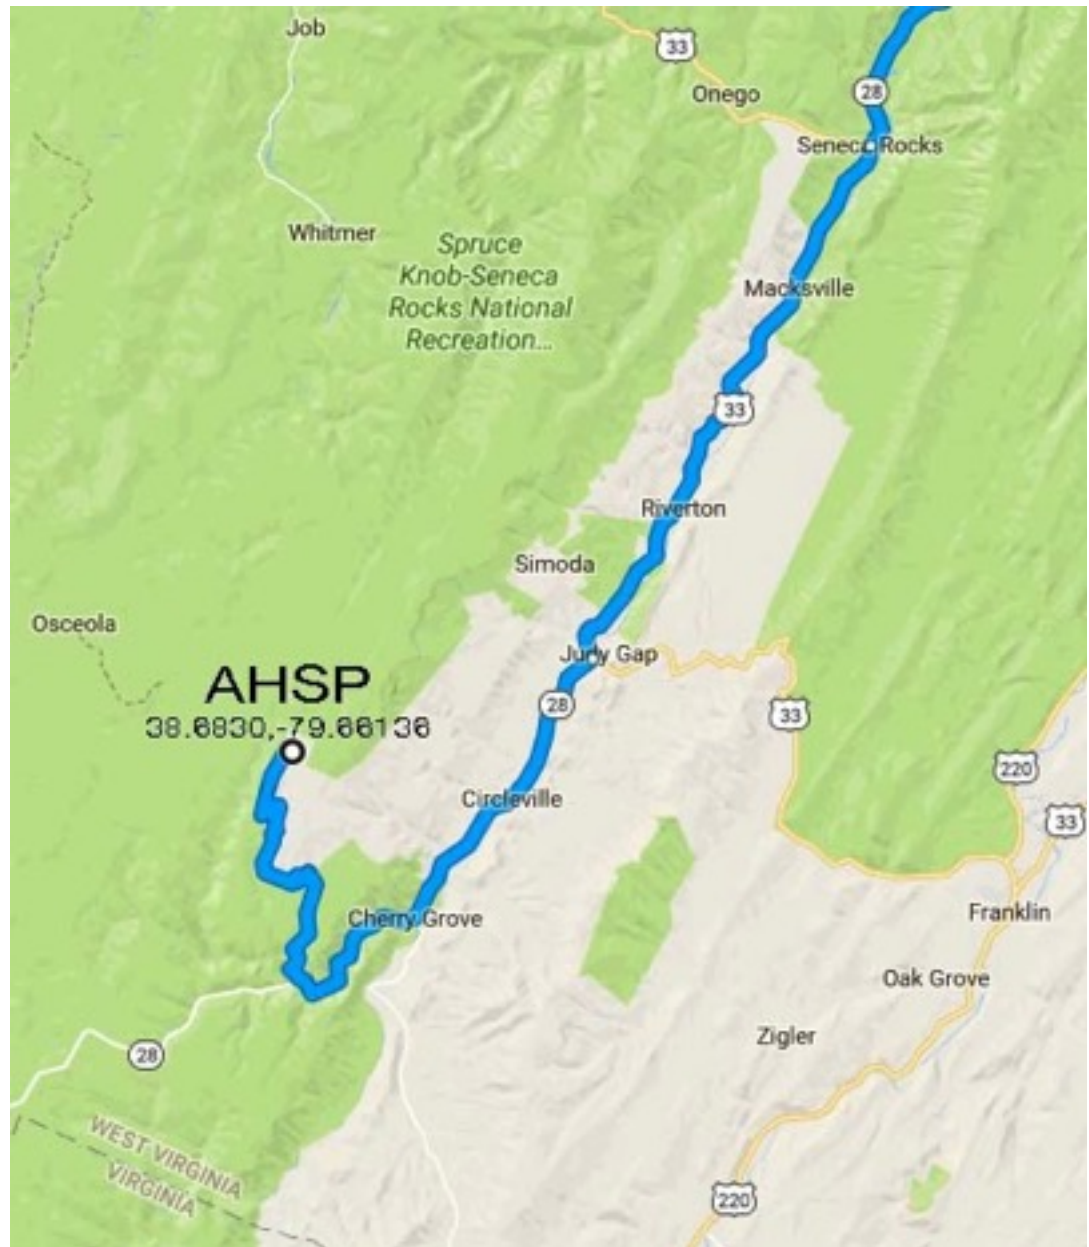 Job
33
28
Onego
Seneca Rocks
Whitmer
Spruce
Knob-Seneca
Rocks National
Recreation...
Macksville
33
Riverton
Simoda
Osceola
Judy Gap
AHSP
38.6830,-79.66136
28
33
220
33
Circleville
Cherry Grove
Franklin
Oak Grove
Zigler
28
WEST VIRGINIA
VIRGINIA
220